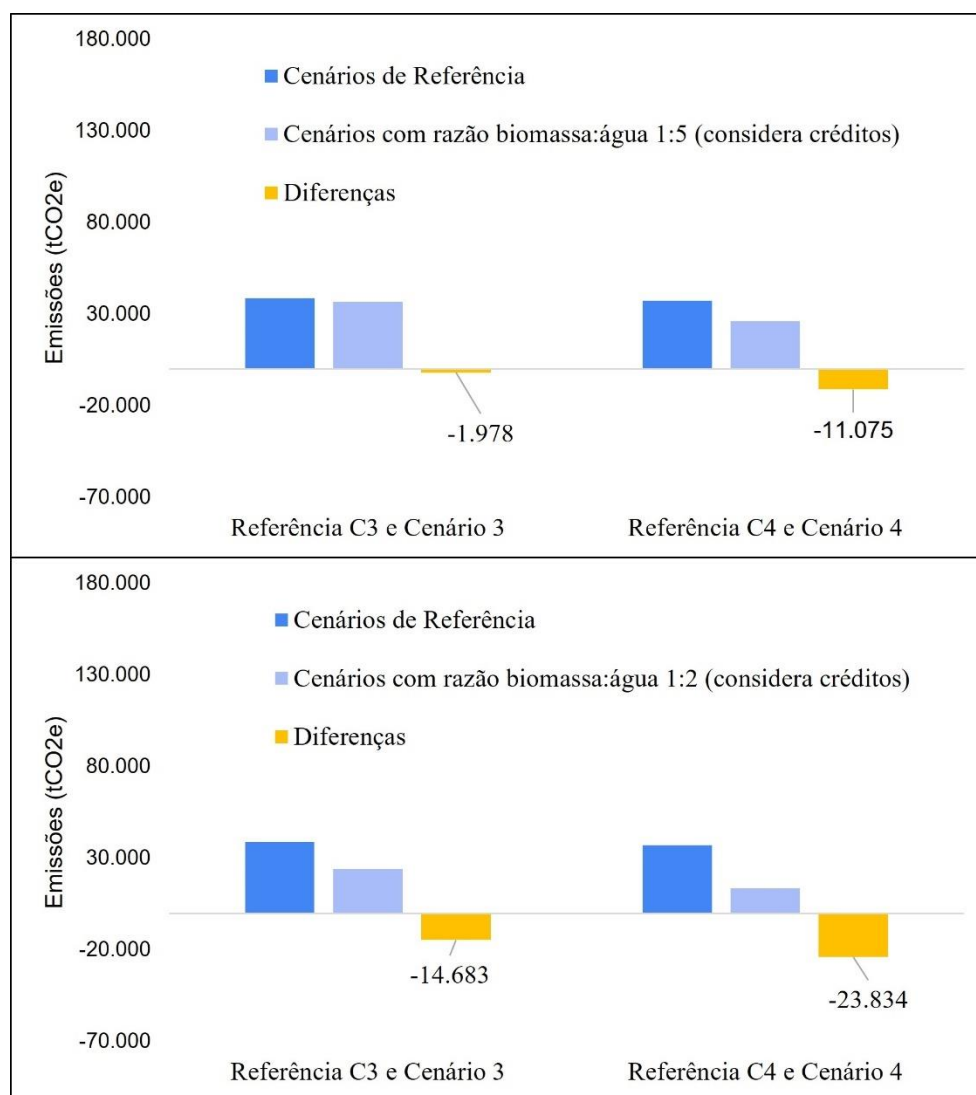 180.000
Cenários de Referência
130.000
Cenários com razão biomassa:água 1:5 (considera créditos)
Diferenças
80.000
Emissões (tCO2e)
30.000
-20.000
-1.978
-11.075
-70.000
Referência C3 e Cenário 3
Referência C4 e Cenário 4
180.000
Cenários de Referência
130.000
Cenários com razão biomassa:água 1:2 (considera créditos)
Diferenças
80.000
Emissões (tCO2e)
30.000
-20.000
-14.683
-23.834
-70.000
Referência C3 e Cenário 3
Referência C4 e Cenário 4